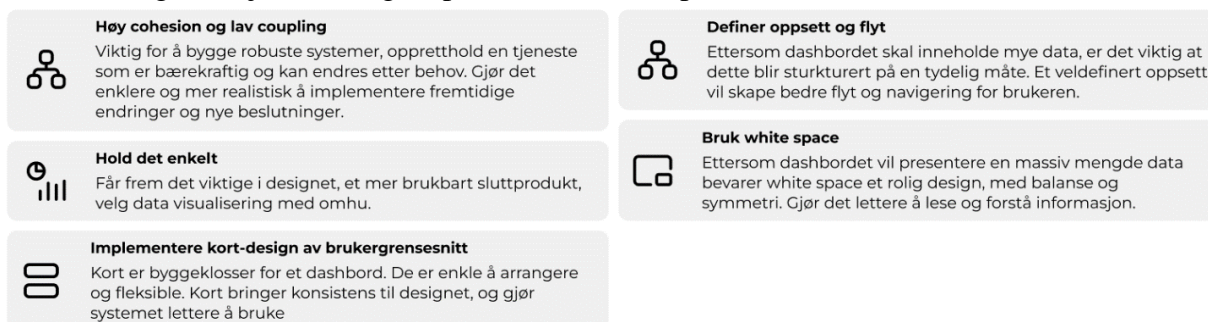 Høy cohesion og lav coupling
Viktig for å bygge robuste systemer, oppretthold en tjeneste
som er bærekraftig og kan endres etter behov. Gjør det
enklere og mer realistisk å implementere fremtidige
endringer og nye beslutninger.
Hold det enkelt
Får frem det viktige i designet, et mer brukbart sluttprodukt,
velg data visualisering med omhu.
Implementere kort-design av brukergrensesnitt
Kort er byggeklosser for et dashbord. De er enkle å arrangere
og fleksible. Kort bringer konsistens til designet, og gjør
systemet lettere å bruke
Definer oppsett og flyt
Ettersom dashbordet skal inneholde mye data, er det viktig at
dette blir sturkturert på en tydelig måte. Et veldefinert oppsett
vil skape bedre flyt og navigering for brukeren.
Bruk white space
Ettersom dashbordet vil presentere en massiv mengde data
bevarer white space et rolig design, med balanse og
symmetri. Gjør det lettere å lese og forstå informasjon.